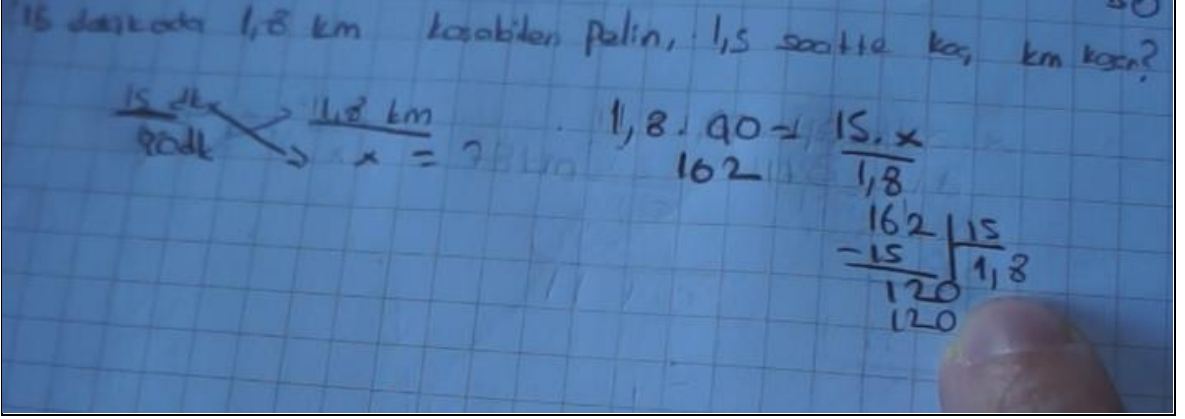 15 dakikada 1,8 km koşabilen Pelin, 1,5 saatte kaç km koşar?
15 dk 1,8 km
90dk x = ?
1,8 . 90 = 15. x
162 1,8
162 15
-15 1,8
120
120